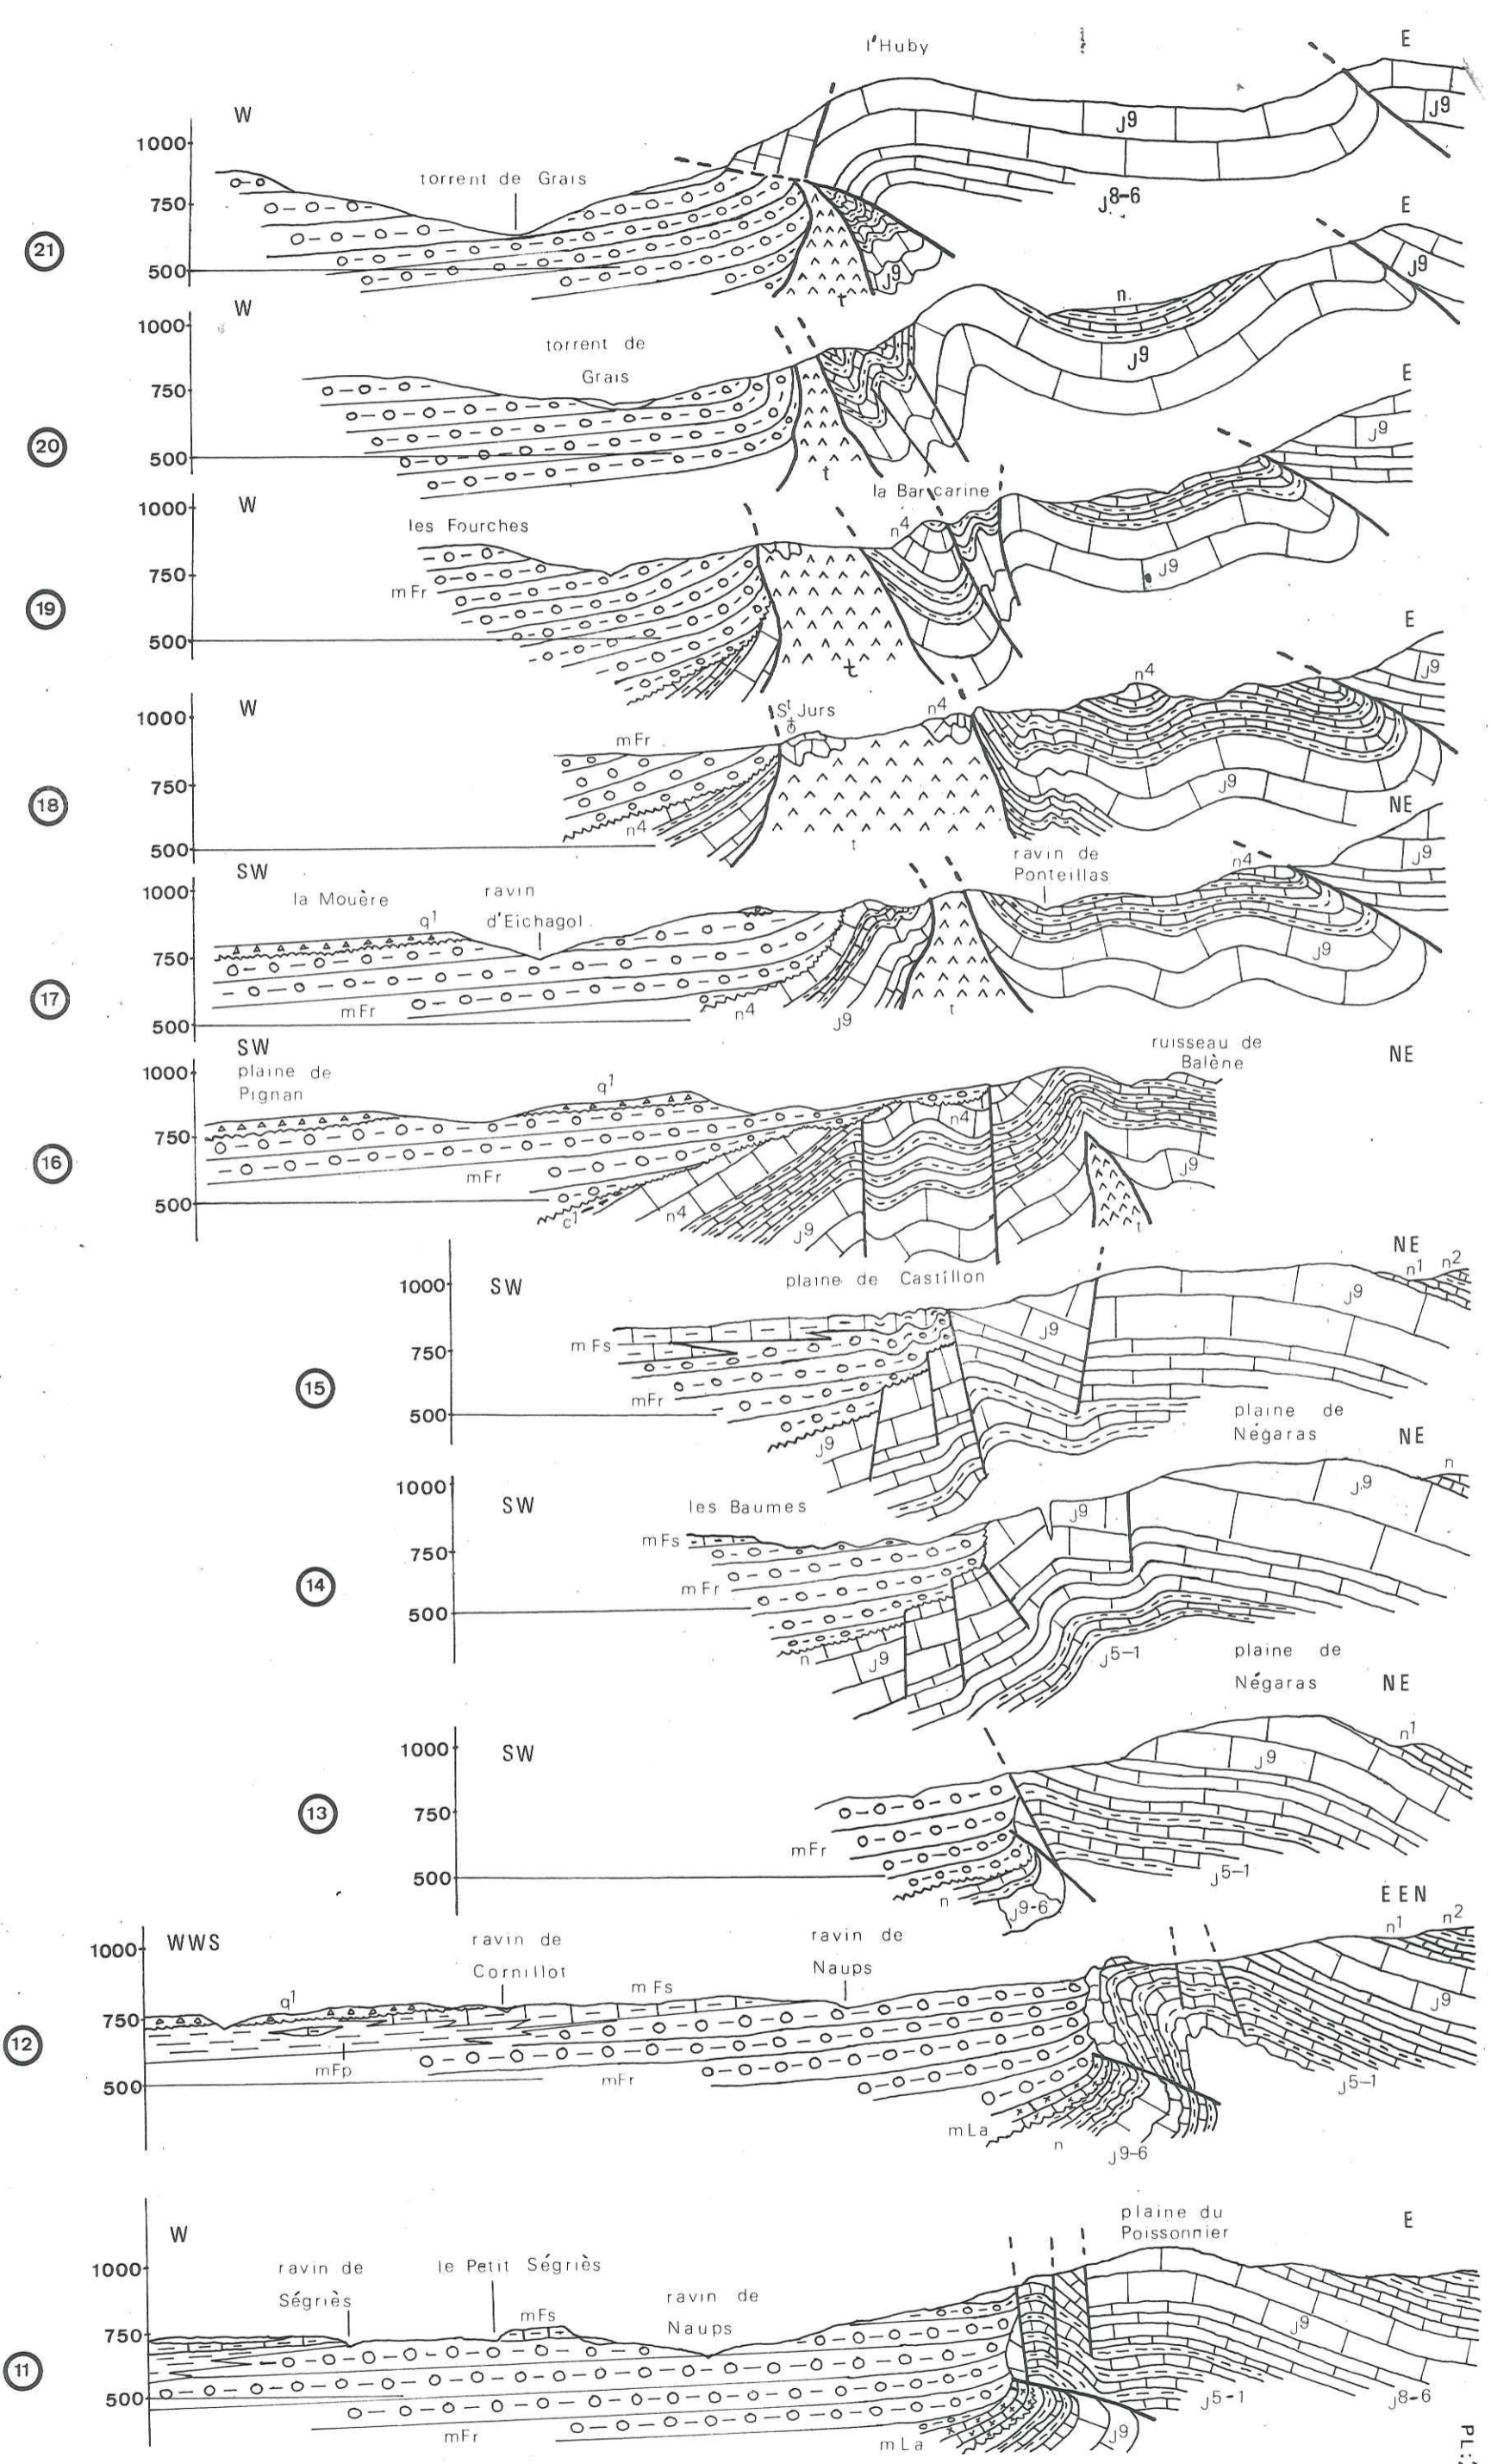 l'Huby
E
W
1000
torrent de Grais
J9
J9
750
J8-6
21
500
J9
t
E
W
1000
n
torrent de
Grais
J9
J9
750
E
20
500
t
J9
la Barcarine
W
1000
les Fourches
n4
750
mFr
J9
19
500
t
E
W
1000
St Jurs
n4
n4
J9
mFr
750
18
n4
J9
NE
500
t
SW
ravin de
Ponteillas
n4
J9
1000
la Mouère
ravin
d'Eichagol
q1
750
J9
17
mFr
n4
J9
t
500
SW
ruisseau de
Balène
NE
1000
plaine de
Pignan
q1
750
n4
16
mFr
J9
500
c1
n4
J9
t
NE
1000
SW
plaine de Castillon
n1 n2
J9
mFs
750
J9
15
mFr
500
J9
plaine de
Négaras
NE
1000
SW
les Baumes
n
J9
J9
mFs
750
14
mFr
500
n
J9
J5-1
plaine de
Négaras
NE
1000
SW
n1
J9
13
750
mFr
500
J5-1
n
J9-6
EEN
1000
WWS
ravin de
Cornillot
ravin de
Naups
n1
n2
q1
mFs
J9
750
12
mFp
mFr
500
J5-1
mLa
n
J9-6
W
plaine du
Poissonnier
E
1000
ravin de
Ségriès
le Petit Ségriès
ravin de
Naups
mFs
750
J9
11
500
J5-1
J8-6
mFr
mLa
J9